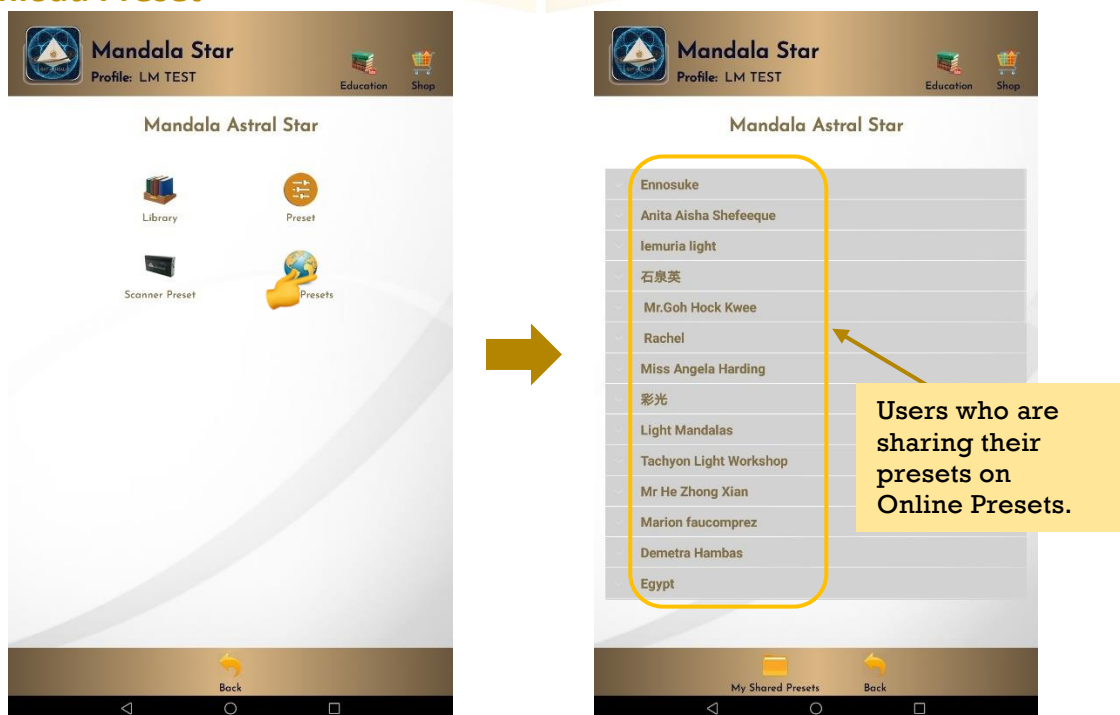 Preset
Mandala Star
Profile: LM TEST
Education
Shop
Mandala Astral Star
Library
Preset
Scanner Preset
Presets
Back
Mandala Star
Profile: LM TEST
Education
Shop
Mandala Astral Star
Ennosuke
Anita Aisha Shefeeque
lemuria light
石泉英
Mr.Goh Hock Kwee
Rachel
Miss Angela Harding
彩光
Light Mandalas
Tachyon Light Workshop
Mr He Zhong Xian
Marion faucomprez
Demetra Hambas
Egypt
Users who are
sharing their
presets on
Online Presets.
My Shared Presets
Back